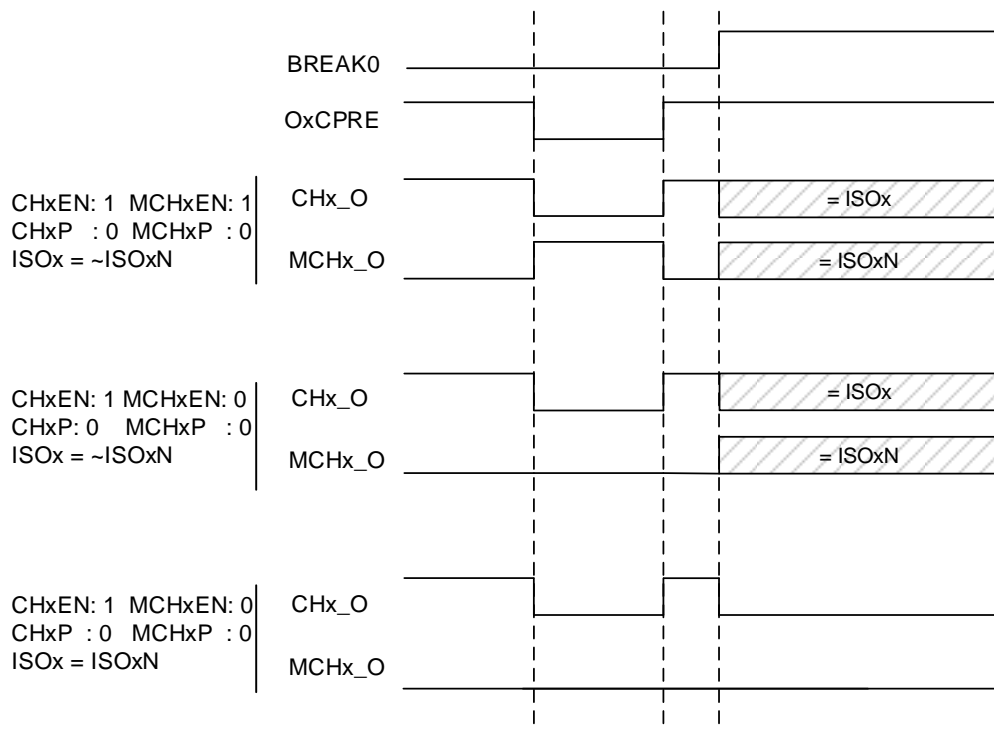 BREAK0
OxCPRE
CHxEN: 1 MCHxEN: 1
CHxP : 0 MCHxP : 0
ISOx = ~ISOxN
CHx_O
= ISOx
MCHx_O
= ISOxN
CHxEN: 1 MCHxEN: 0
CHxP: 0 MCHxP : 0
ISOx = ~ISOxN
CHx_O
= ISOx
MCHx_O
= ISOxN
CHxEN: 1 MCHxEN: 0
CHxP : 0 MCHxP : 0
ISOx = ISOxN
CHx_O
MCHx_O